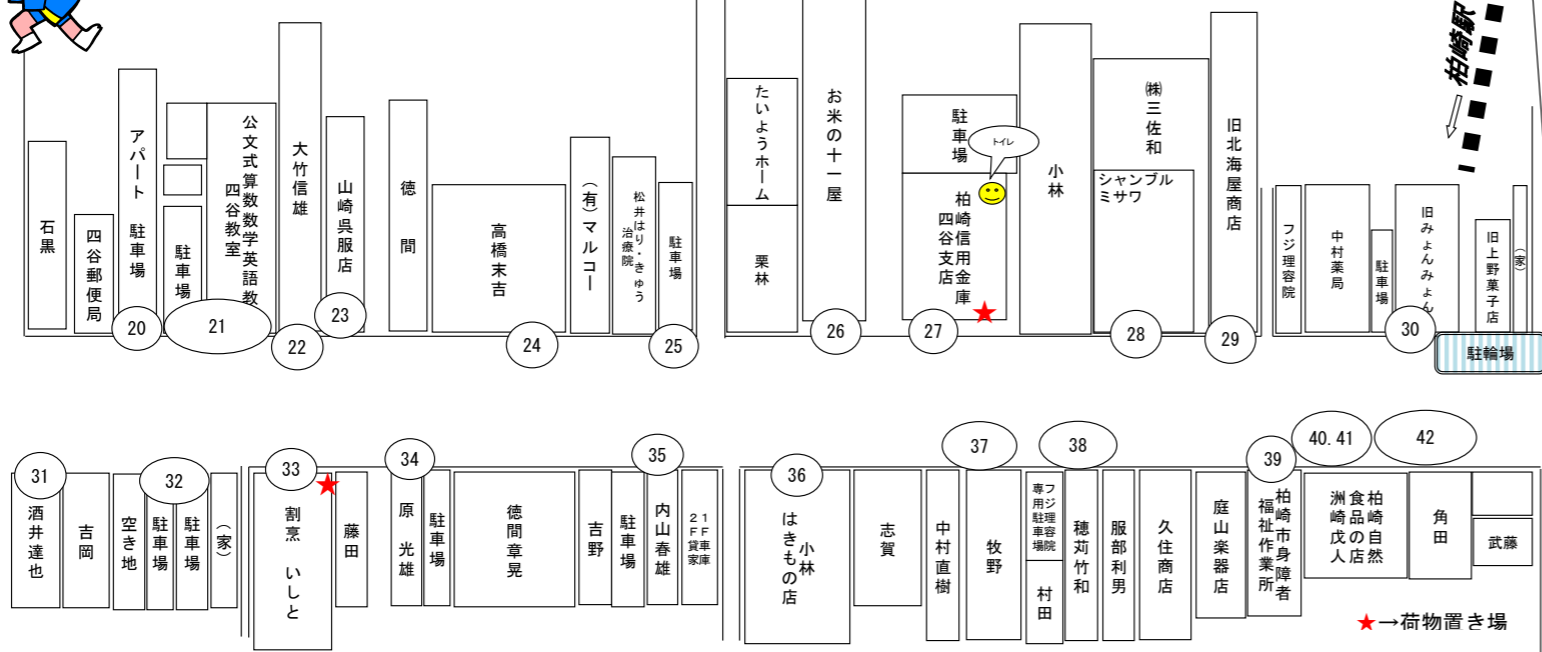 柏崎駅
石黒
四谷郵便局
アパート 駐車場
駐車場
公文式算数数学英語教
四谷教室
大竹信雄
山崎呉服店
徳間
高橋末吉
(有)マルコー
松井はり・きゅう
治療院
駐車場
たいようホーム
栗林
お米の十一屋
駐車場
トイレ
柏崎信用金庫
四谷支店
小林
㈱三佐和
シャンブル
ミサワ
旧北海屋商店
フジ理容院
中村薬局
駐車場
旧みょんみょん
旧上野菓子店
(家)
駐輪場
20
21
22
23
24
25
26
27
28
29
30
31
32
33
34
35
36
37
38
39
40.41
42
酒井達也
吉岡
空き地
駐車場
駐車場
(家)
割烹 いしと
藤田
原 光雄
駐車場
徳間章晃
吉野
駐車場
内山春雄
1F車庫
2F貸家
小林
はきもの店
志賀
中村直樹
牧野
フジ理容院
専用駐車場
村田
穂苅竹和
服部利男
久住商店
庭山楽器店
柏崎市身障者
福祉作業所
柏崎自然
食品の店
洲崎戊人
角田
武藤
★→荷物置き場